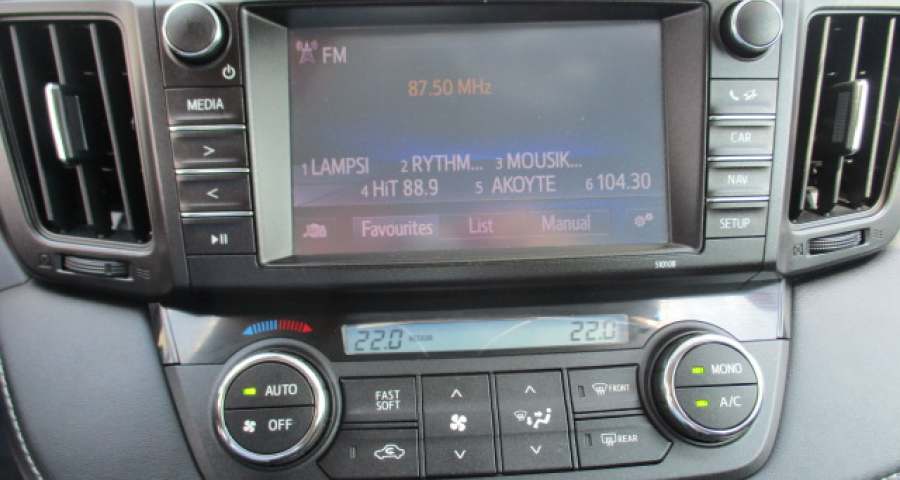 FM
87.50 MHz
1 LAMPSI 2 RYTHM... 3 MOUSIK...
4 HiT 88.9 5 AKOYTE 6 104.30
Favourites List Manual
MEDIA
>
<
CAR
NAV
SETUP
510108
22.0 22.0
AUTO
OFF
FAST
SOFT
FRONT
REAR
MONO
A/C